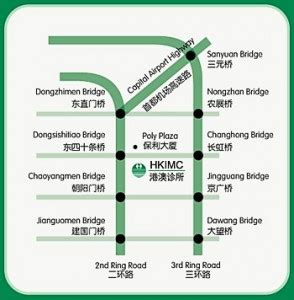 Capital Airport Highway
首都机场高速路
Sanyuan Bridge
三元桥
Dongzhimen Bridge
东直门桥
Nongzhan Bridge
农展桥
Dongsishitiao Bridge
东四十条桥
Poly Plaza
保利大厦
Changhong Bridge
长虹桥
HKIMC
港澳诊所
Chaoyangmen Bridge
朝阳门桥
Jingguang Bridge
京广桥
Jianguomen Bridge
建国门桥
Dawang Bridge
大望桥
2nd Ring Road
二环路
3rd Ring Road
三环路